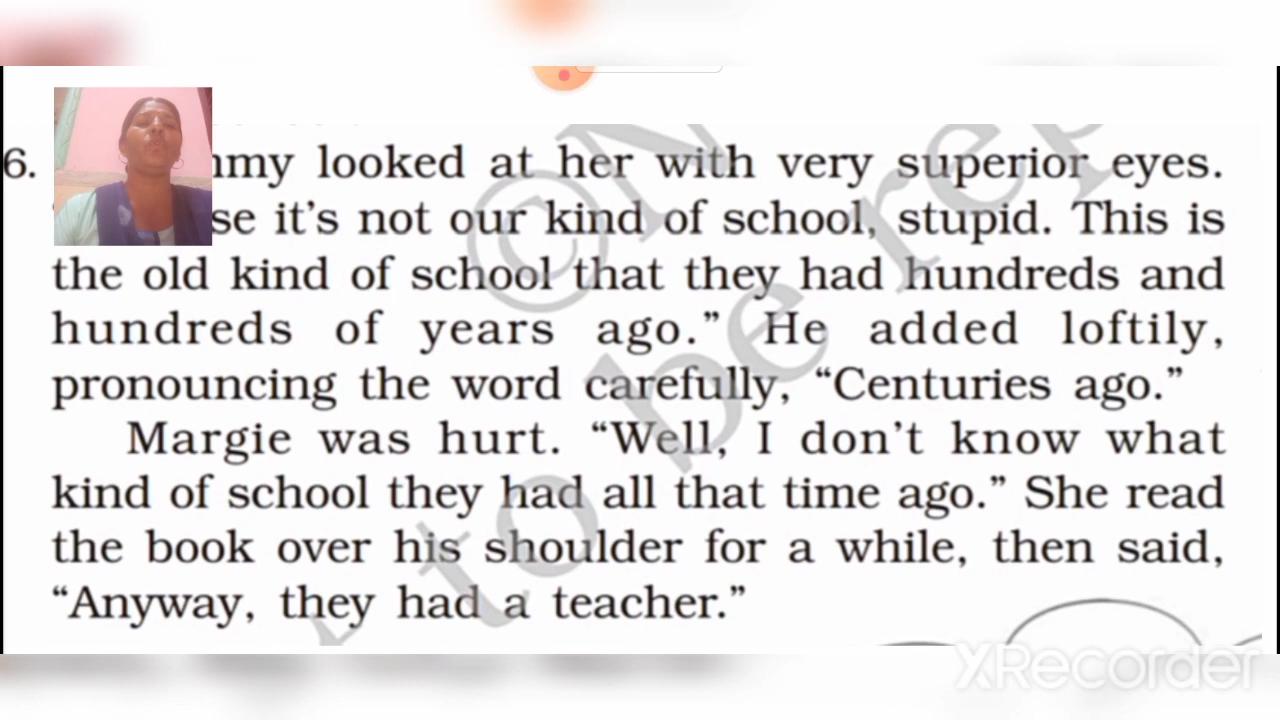 6. mmy looked at her with very superior eyes.
se it's not our kind of school, stupid. This is
the old kind of school that they had hundreds and
hundreds of years ago.” He added loftily,
pronouncing the word carefully, “Centuries ago.”
Margie was hurt. “Well, I don't know what
kind of school they had all that time ago.” She read
the book over his shoulder for a while, then said,
“Anyway, they had a teacher.”
©N
to be rep
XRecorder